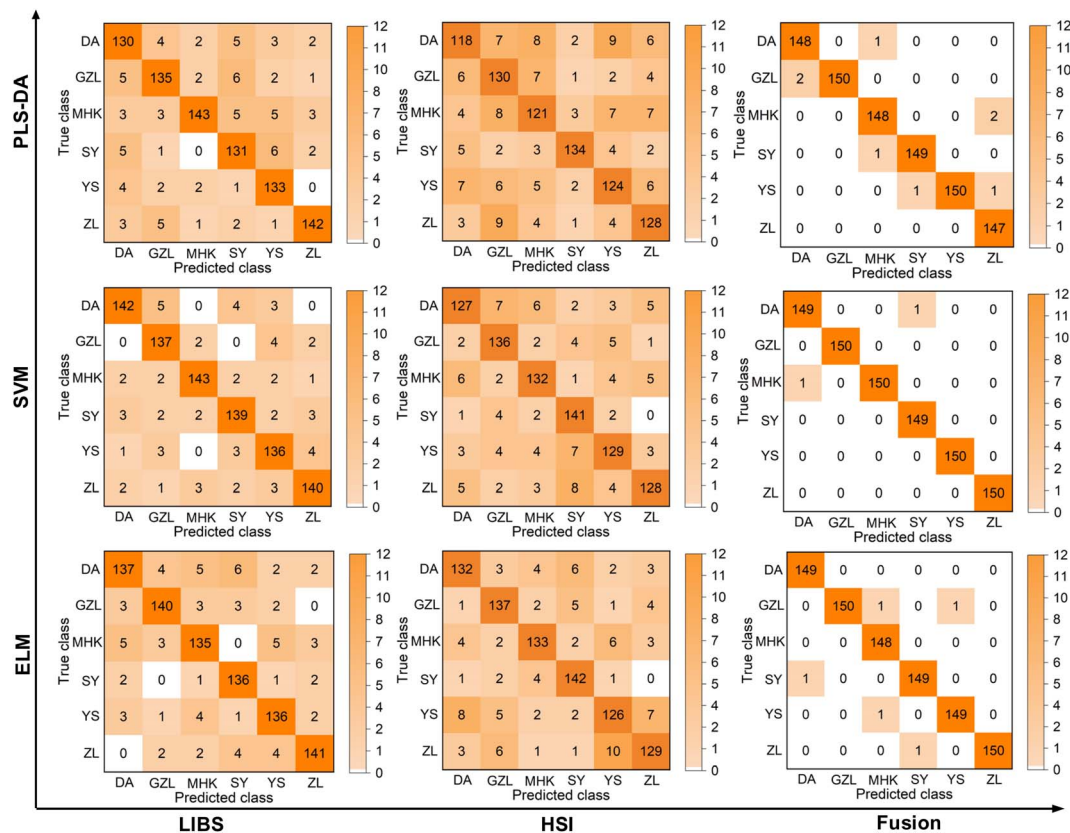 PLS-DA
True class
DA 130 4 2 5 3 2
GZL 5 135 2 6 2 1
MHK 3 3 143 5 5 3
SY 5 1 0 131 6 2
YS 4 2 2 1 133 0
ZL 3 5 1 2 1 142
DA GZL MHK SY YS ZL
Predicted class
12
11
10
9
8
7
6
5
4
3
2
1
0
True class
DA 118 7 8 2 9 6
GZL 6 130 7 1 2 4
MHK 4 8 121 3 7 7
SY 5 2 3 134 4 2
YS 7 6 5 2 124 6
ZL 3 9 4 1 4 128
DA GZL MHK SY YS ZL
Predicted class
12
11
10
9
8
7
6
5
4
3
2
1
0
True class
DA 148 0 1 0 0 0
GZL 2 150 0 0 0 0
MHK 0 0 148 0 0 2
SY 0 0 1 149 0 0
YS 0 0 0 1 150 1
ZL 0 0 0 0 0 147
DA GZL MHK SY YS ZL
Predicted class
12
11
10
9
8
7
6
5
4
3
2
1
0
SVM
True class
DA 142 5 0 4 3 0
GZL 0 137 2 0 4 2
MHK 2 2 143 2 2 1
SY 3 2 2 139 2 3
YS 1 3 0 3 136 4
ZL 2 1 3 2 3 140
DA GZL MHK SY YS ZL
Predicted class
12
11
10
9
8
7
6
5
4
3
2
1
0
True class
DA 127 7 6 2 3 5
GZL 2 136 2 4 5 1
MHK 6 2 132 1 4 5
SY 1 4 2 141 2 0
YS 3 4 4 7 129 3
ZL 5 2 3 8 4 128
DA GZL MHK SY YS ZL
Predicted class
12
11
10
9
8
7
6
5
4
3
2
1
0
True class
DA 149 0 0 1 0 0
GZL 0 150 0 0 0 0
MHK 1 0 150 0 0 0
SY 0 0 0 149 0 0
YS 0 0 0 0 150 0
ZL 0 0 0 0 0 150
DA GZL MHK SY YS ZL
Predicted class
12
11
10
9
8
7
6
5
4
3
2
1
0
ELM
True class
DA 137 4 5 6 2 2
GZL 3 140 3 3 2 0
MHK 5 3 135 0 5 3
SY 2 0 1 136 1 2
YS 3 1 4 1 136 2
ZL 0 2 2 4 4 141
DA GZL MHK SY YS ZL
Predicted class
12
11
10
9
8
7
6
5
4
3
2
1
0
True class
DA 132 3 4 6 2 3
GZL 1 137 2 5 1 4
MHK 4 2 133 2 6 3
SY 1 2 4 142 1 0
YS 8 5 2 2 126 7
ZL 3 6 1 1 10 129
DA GZL MHK SY YS ZL
Predicted class
12
11
10
9
8
7
6
5
4
3
2
1
0
True class
DA 149 0 0 0 0 0
GZL 0 150 1 0 1 0
MHK 0 0 148 0 0 0
SY 1 0 0 149 0 0
YS 0 0 1 0 149 0
ZL 0 0 0 1 0 150
DA GZL MHK SY YS ZL
Predicted class
12
11
10
9
8
7
6
5
4
3
2
1
0
LIBS HSI Fusion